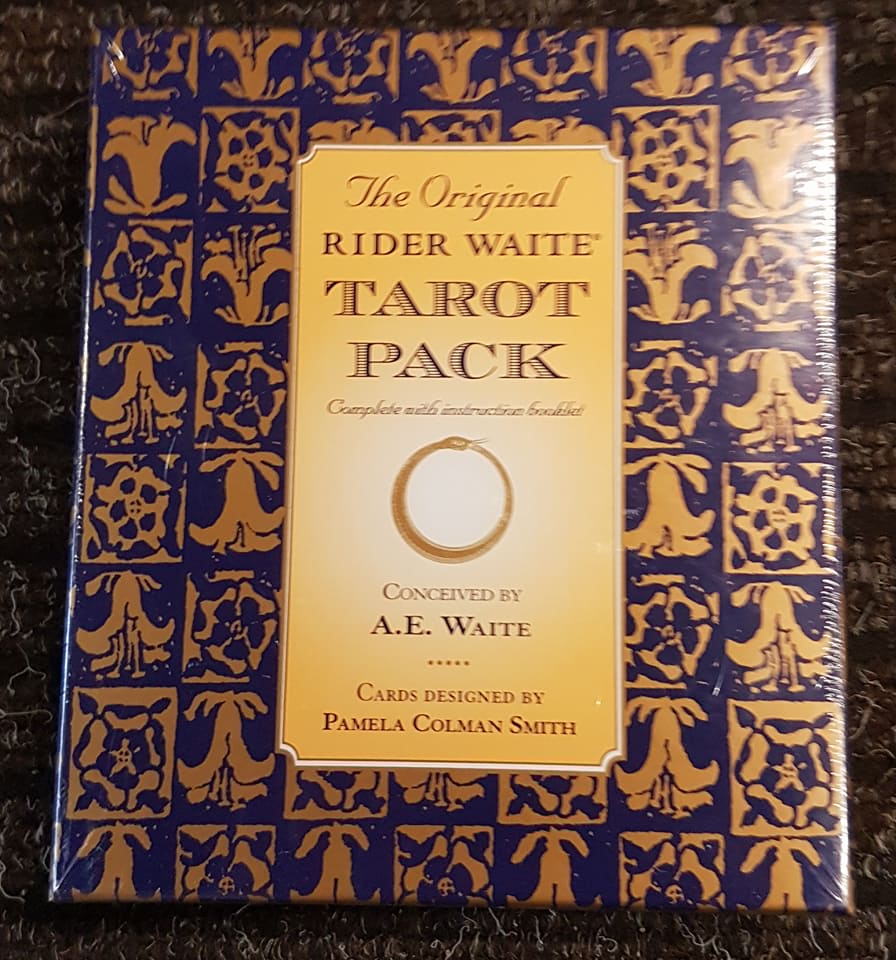 The Original
RIDER WAITE®
TAROT
PACK
Complete with instruction booklet
CONCEIVED BY
A.E. WAITE
CARDS DESIGNED BY
PAMELA COLMAN SMITH